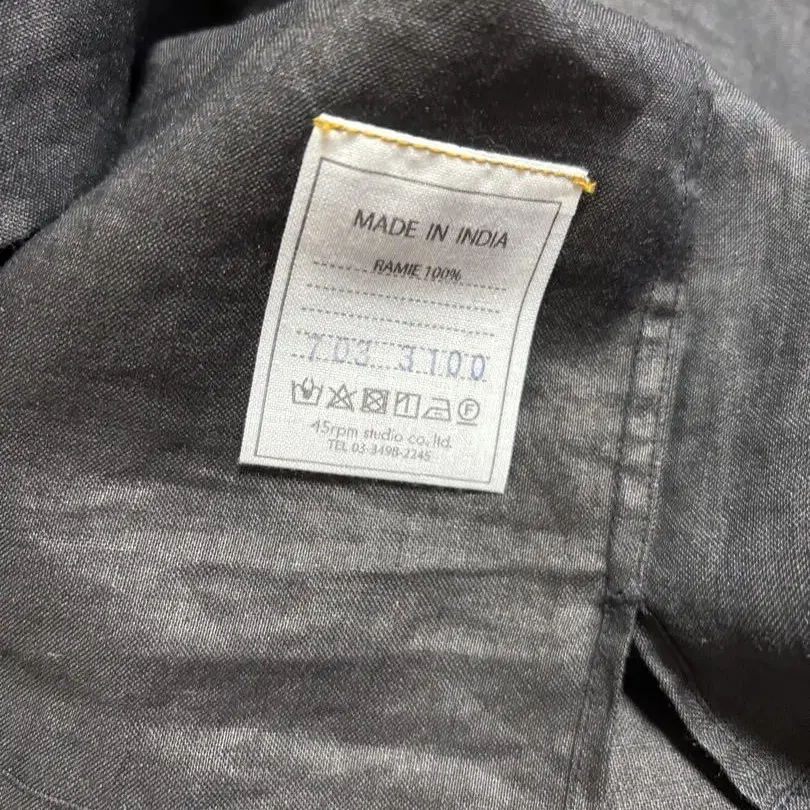 MADE IN INDIA
RAMIE 100%
703 3100
F
45rpm studio co., ltd.
TEL 03-3498-2245